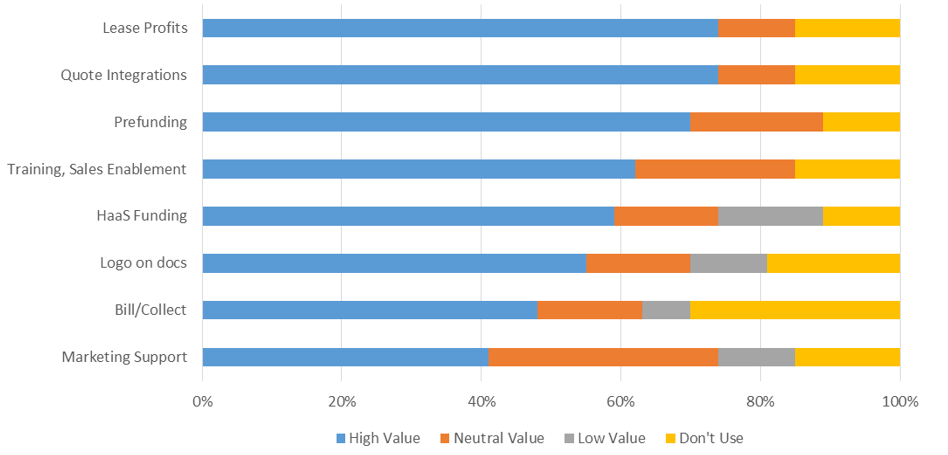 Lease Profits
Quote Integrations
Prefunding
Training, Sales Enablement
HaaS Funding
Logo on docs
Bill/Collect
Marketing Support
0% 20% 40% 60% 80% 100%
High Value Neutral Value Low Value Don't Use